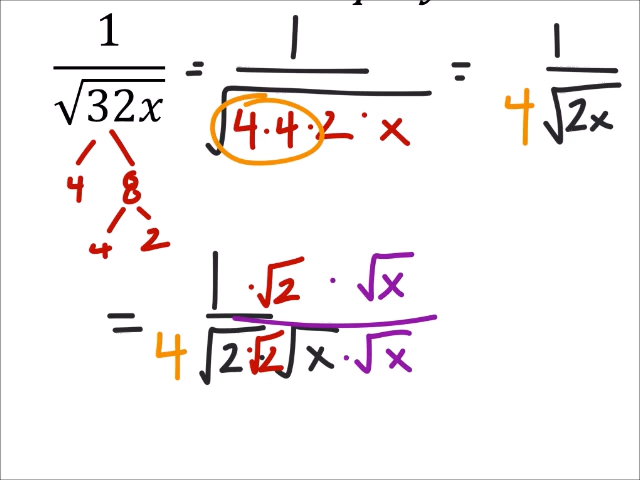 1/√32x = 1/√4·4·2·x = 1/4√2x
4 8
4 2
= 1·√2·√x/4√2·√2·√x·√x